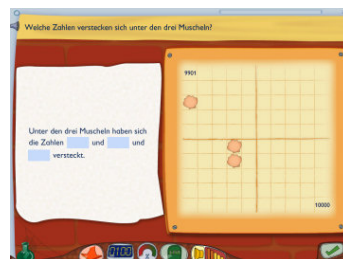 Welche Zahlen verstecken sich unter den drei Muscheln?
9901
Unter den drei Muscheln haben sich
die Zahlen und und
versteckt.
10000
0100